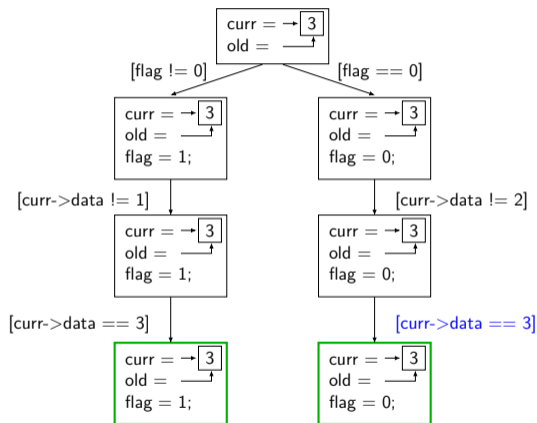 curr = 3
old =
[flag != 0] [flag == 0]
curr = 3
old =
flag = 1;
curr = 3
old =
flag = 0;
[curr->data != 1] [curr->data != 2]
curr = 3
old =
flag = 1;
curr = 3
old =
flag = 0;
[curr->data == 3] [curr->data == 3]
curr = 3
old =
flag = 1;
curr = 3
old =
flag = 0;